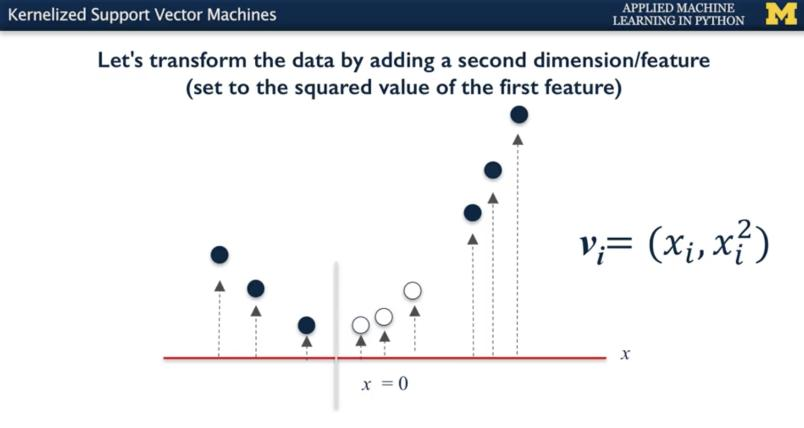 Kernelized Support Vector Machines
APPLIED MACHINE
LEARNING IN PYTHON
M
Let's transform the data by adding a second dimension/feature
(set to the squared value of the first feature)
vᵢ= (xᵢ, xᵢ²)
x
x = 0